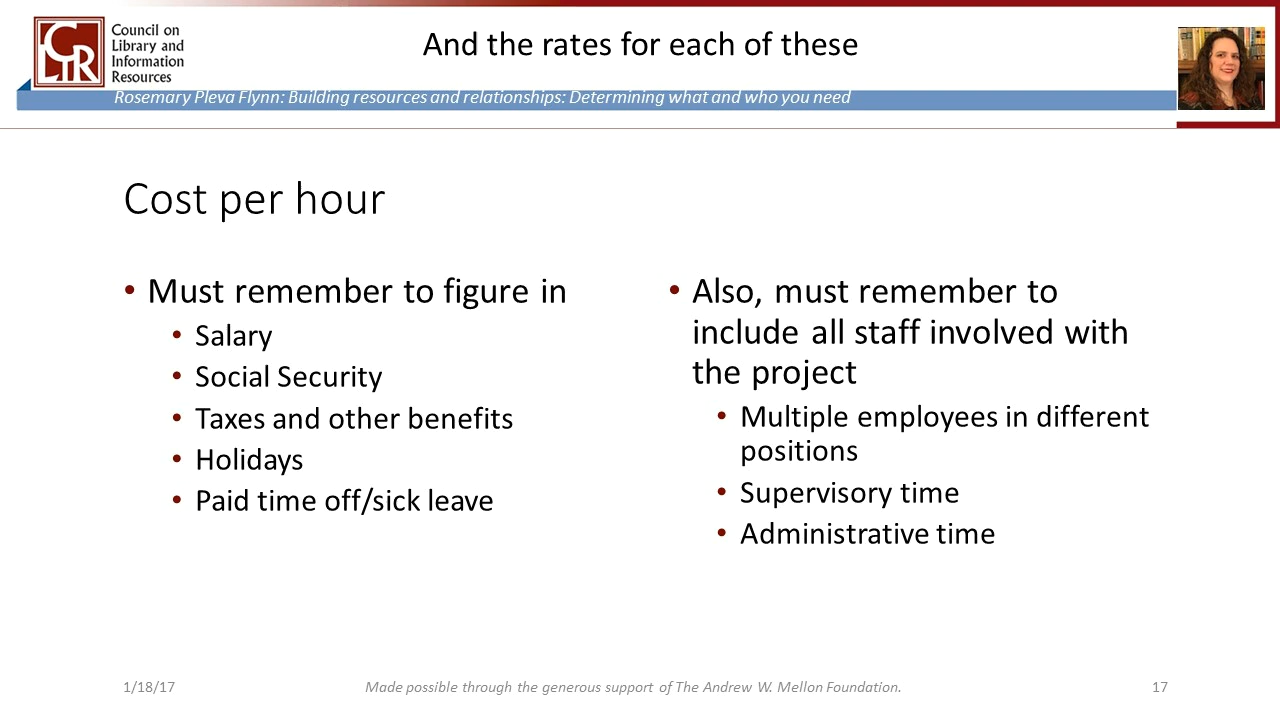 CLIR
Council on
Library and
Information
Resources
And the rates for each of these
Rosemary Pleva Flynn: Building resources and relationships: Determining what and who you need
Cost per hour
• Must remember to figure in
• Salary
• Social Security
• Taxes and other benefits
• Holidays
• Paid time off/sick leave
• Also, must remember to
include all staff involved with
the project
• Multiple employees in different
positions
• Supervisory time
• Administrative time
1/18/17
Made possible through the generous support of The Andrew W. Mellon Foundation.
17